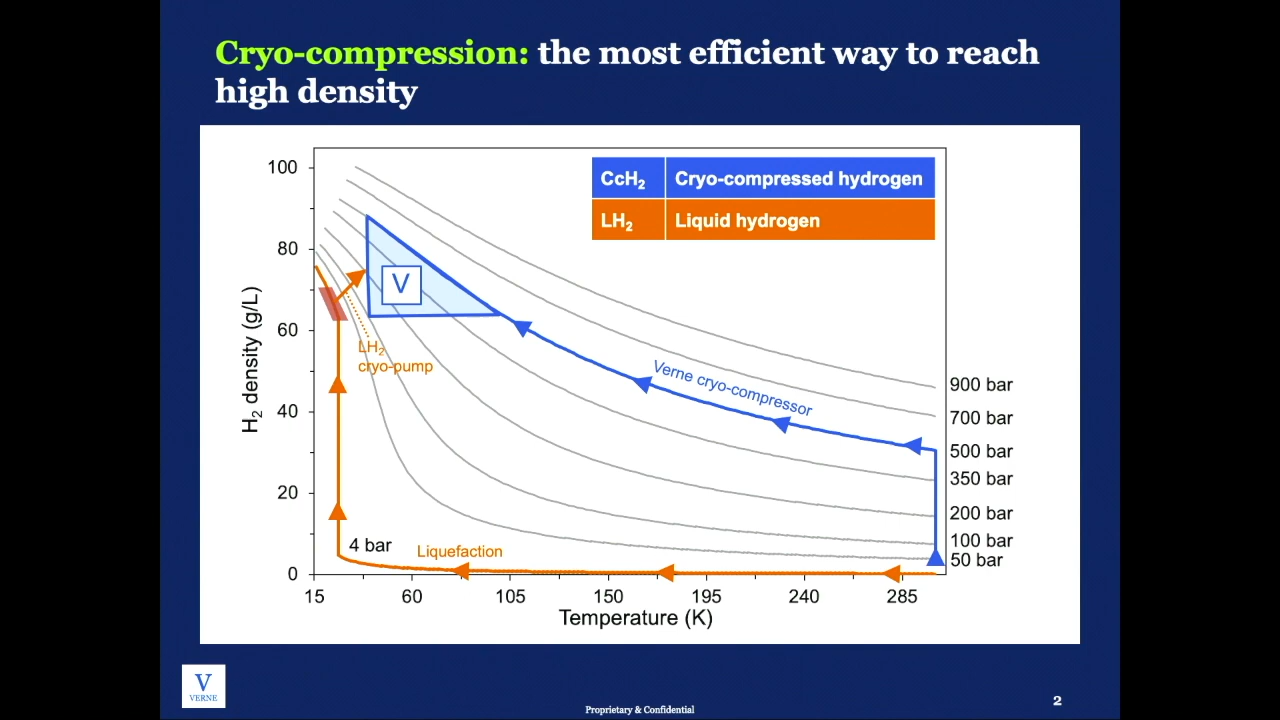 Cryo-compression: the most efficient way to reach
high density
CcH₂ Cryo-compressed hydrogen
LH₂ Liquid hydrogen
H₂ density (g/L)
100
80
60
40
20
0
V
LH₂
cryo-pump
Verne cryo-compressor
4 bar
Liquefaction
900 bar
700 bar
500 bar
350 bar
200 bar
100 bar
50 bar
15 60 105 150 195 240 285
Temperature (K)
V
VERNE
Proprietary & Confidential
2